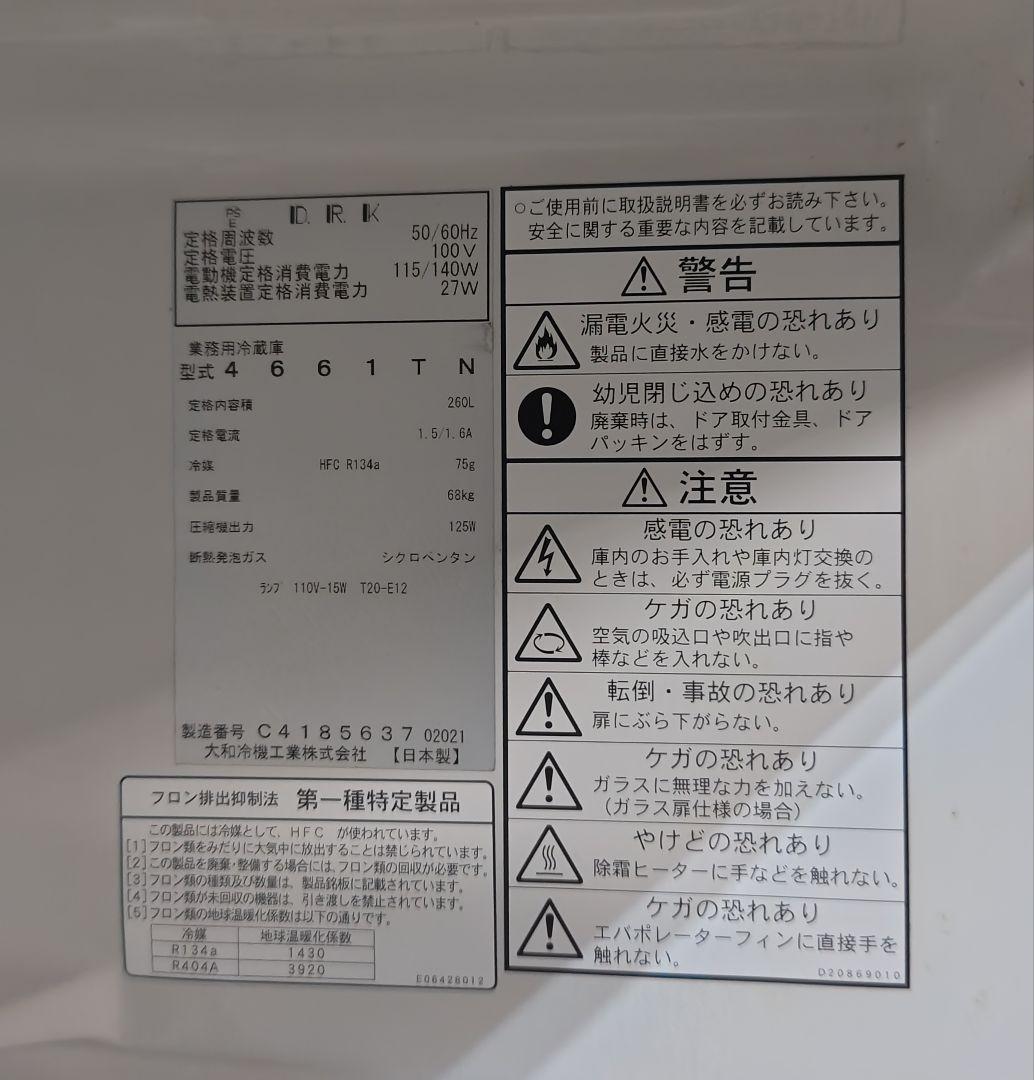 PS
E
D. R. K
定格周波数 50/60Hz
定格電圧 100V
電動機定格消費電力 115/140W
電熱装置定格消費電力 27W
業務用冷蔵庫
型式 4661TN
定格内容積 260L
定格電流 1.5/1.6A
冷媒 HFC R134a 75g
製品質量 68kg
圧縮機出力 125W
断熱発泡ガス シクロペンタン
ランプ 110V-15W T20-E12
製造番号 C4185637 02021
大和冷機工業株式会社 【日本製】
フロン排出抑制法 第一種特定製品
この製品には冷媒として、HFC が使われています。
[1]フロン類をみだりに大気中に放出することは禁じられています。
[2]この製品を廃棄・整備する場合には、フロン類の回収が必要です。
[3]フロン類の種類及び数量は、製品銘板に記載されています。
[4]フロン類が未回収の機器は、引き渡しを禁止されています。
[5]フロン類の地球温暖化係数は以下の通りです。
冷媒 地球温暖化係数
R134a 1430
R404A 3920
E06428012
○ご使用前に取扱説明書を必ずお読み下さい。
安全に関する重要な内容を記載しています。
警告
漏電火災・感電の恐れあり
製品に直接水をかけない。
幼児閉じ込めの恐れあり
廃棄時は、ドア取付金具、ドア
パッキンをはずす。
注意
感電の恐れあり
庫内のお手入れや庫内灯交換の
ときは、必ず電源プラグを抜く。
ケガの恐れあり
空気の吸込口や吹出口に指や
棒などを入れない。
転倒・事故の恐れあり
扉にぶら下がらない。
ケガの恐れあり
ガラスに無理な力を加えない。
（ガラス扉仕様の場合）
やけどの恐れあり
除霜ヒーターに手などを触れない。
ケガの恐れあり
エバポレーターフィンに直接手を
触れない。
D20869010